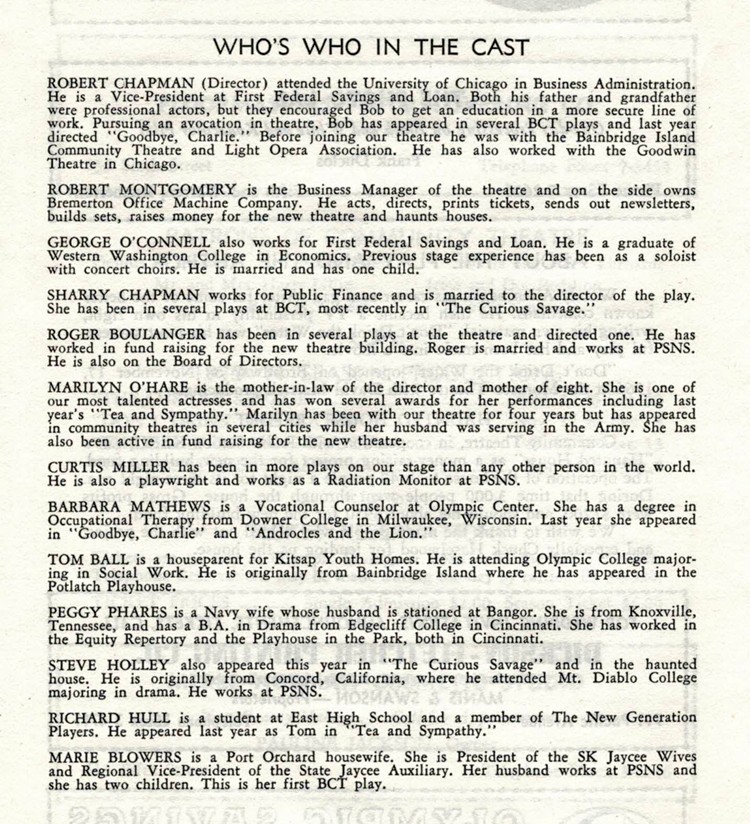 WHO'S WHO IN THE CAST
ROBERT CHAPMAN (Director) attended the University of Chicago in Business Administration.
He is a Vice-President at First Federal Savings and Loan. Both his father and grandfather
were professional actors, but they encouraged Bob to get an education in a more secure line of
work. Pursuing an avocation in theatre, Bob has appeared in several BCT plays and last year
directed "Goodbye, Charlie." Before joining our theatre he was with the Bainbridge Island
Community Theatre and Light Opera Association. He has also worked with the Goodwin
Theatre in Chicago.
ROBERT MONTGOMERY is the Business Manager of the theatre and on the side owns
Bremerton Office Machine Company. He acts, directs, prints tickets, sends out newsletters,
builds sets, raises money for the new theatre and haunts houses.
GEORGE O'CONNELL also works for First Federal Savings and Loan. He is a graduate of
Western Washington College in Economics. Previous stage experience has been as a soloist
with concert choirs. He is married and has one child.
SHARRY CHAPMAN works for Public Finance and is married to the director of the play.
She has been in several plays at BCT, most recently in "The Curious Savage."
ROGER BOULANGER has been in several plays at the theatre and directed one. He has
worked in fund raising for the new theatre building. Roger is married and works at PSNS.
He is also on the Board of Directors.
MARILYN O'HARE is the mother-in-law of the director and mother of eight. She is one of
our most talented actresses and has won several awards for her performances including last
year's "Tea and Sympathy." Marilyn has been with our theatre for four years but has appeared
in community theatres in several cities while her husband was serving in the Army. She has
also been active in fund raising for the new theatre.
CURTIS MILLER has been in more plays on our stage than any other person in the world.
He is also a playwright and works as a Radiation Monitor at PSNS.
BARBARA MATHEWS is a Vocational Counselor at Olympic Center. She has a degree in
Occupational Therapy from Downer College in Milwaukee, Wisconsin. Last year she appeared
in "Goodbye, Charlie" and "Androcles and the Lion."
TOM BALL is a houseparent for Kitsap Youth Homes. He is attending Olympic College major-
ing in Social Work. He is originally from Bainbridge Island where he has appeared in the
Potlatch Playhouse.
PEGGY PHARES is a Navy wife whose husband is stationed at Bangor. She is from Knoxville,
Tennessee, and has a B.A. in Drama from Edgecliff College in Cincinnati. She has worked in
the Equity Repertory and the Playhouse in the Park, both in Cincinnati.
STEVE HOLLEY also appeared this year in "The Curious Savage" and in the haunted
house. He is originally from Concord, California, where he attended Mt. Diablo College
majoring in drama. He works at PSNS.
RICHARD HULL is a student at East High School and a member of The New Generation
Players. He appeared last year as Tom in "Tea and Sympathy."
MARIE BLOWERS is a Port Orchard housewife. She is President of the SK Jaycee Wives
and Regional Vice-President of the State Jaycee Auxiliary. Her husband works at PSNS and
she has two children. This is her first BCT play.